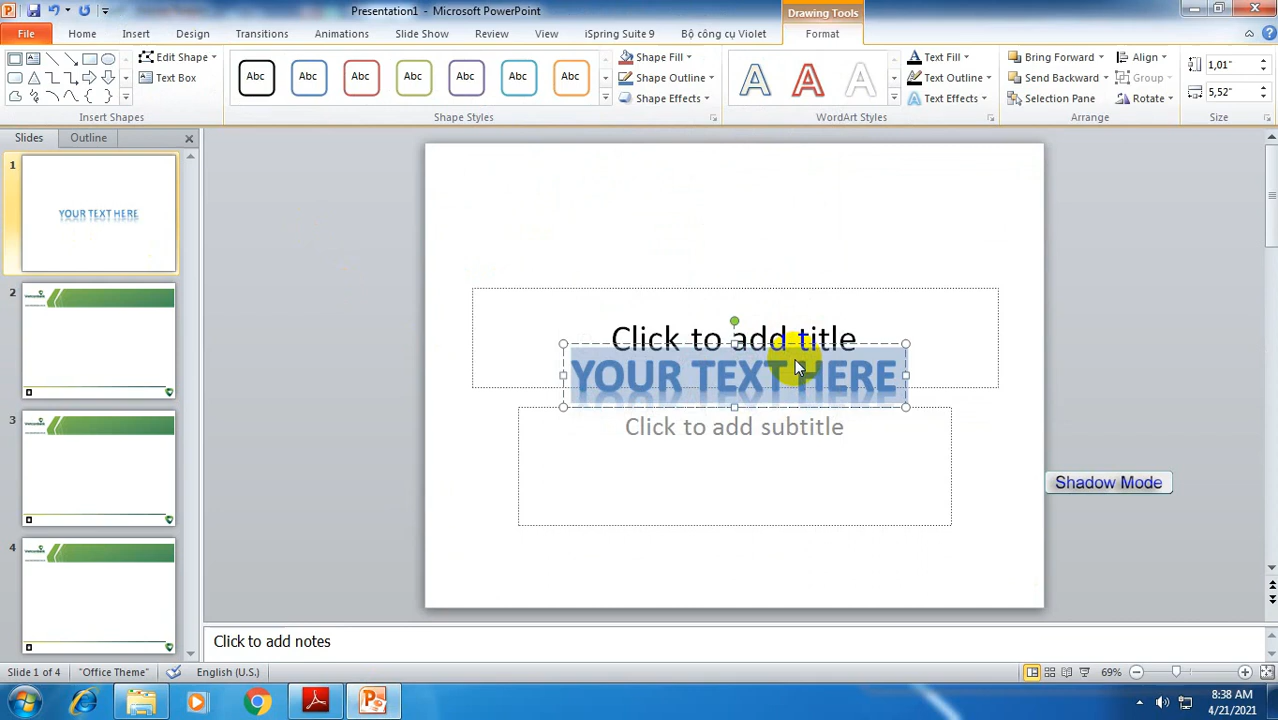 Presentation1 - Microsoft PowerPoint
Drawing Tools
File Home Insert Design Transitions Animations Slide Show Review View iSpring Suite 9 Bộ công cụ Violet Format
Edit Shape
Text Box
Insert Shapes
Abc Abc Abc Abc Abc Abc Abc
Shape Fill
Shape Outline
Shape Effects
Shape Styles
A A A
Text Fill
Text Outline
Text Effects
WordArt Styles
Bring Forward
Send Backward
Selection Pane
Align
Group
Rotate
Arrange
1,01"
5,52"
Size
Slides Outline
1
YOUR TEXT HERE
2
3
4
Click to add title
YOUR TEXT HERE
Click to add subtitle
Shadow Mode
Click to add notes
Slide 1 of 4 "Office Theme" English (U.S.) 69%
8:38 AM
4/21/2021